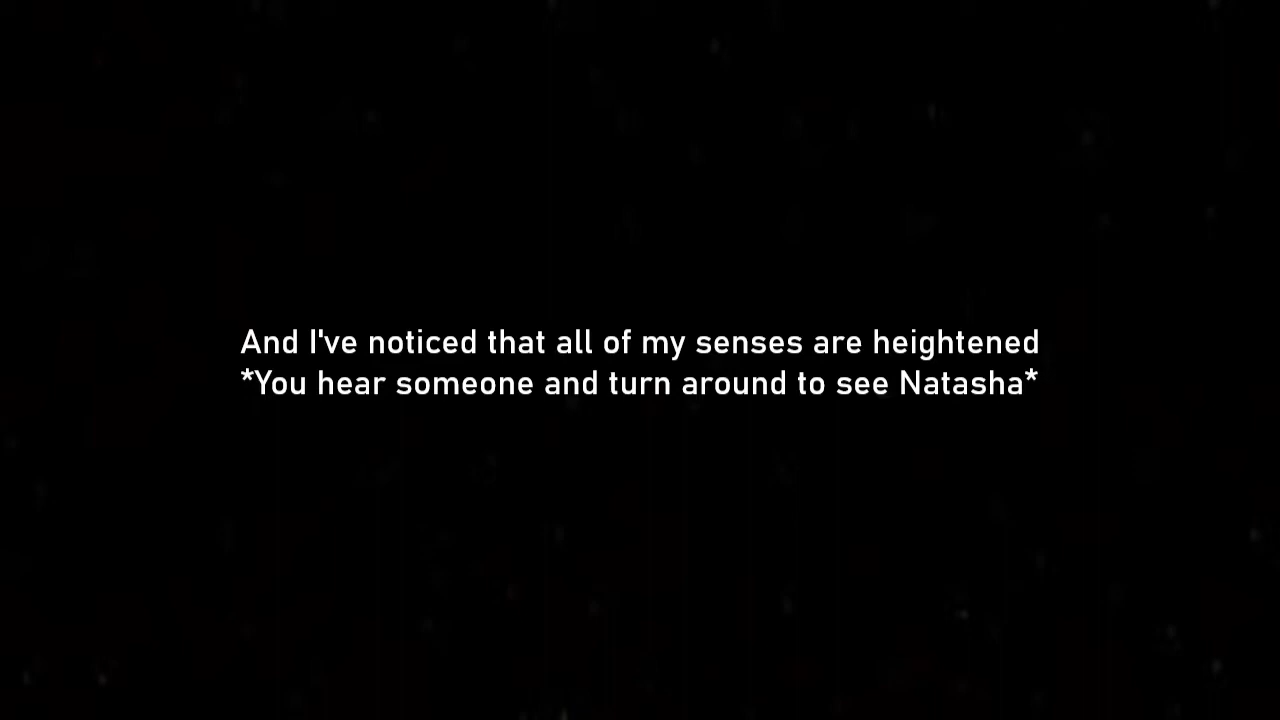 And I've noticed that all of my senses are heightened
*You hear someone and turn around to see Natasha*